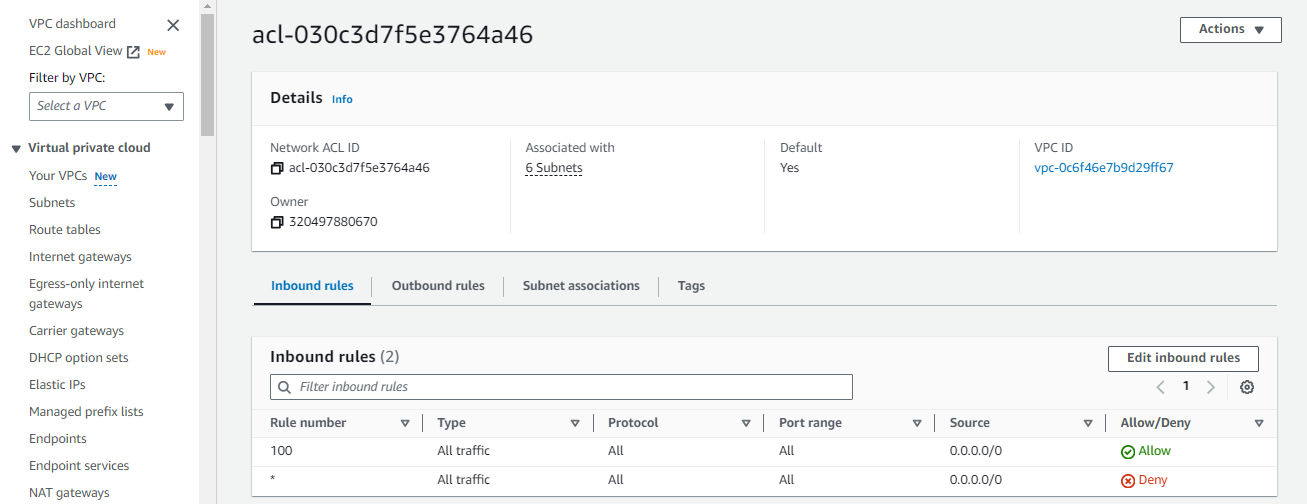 VPC dashboard
EC2 Global View New
Filter by VPC:
Select a VPC
Virtual private cloud
Your VPCs New
Subnets
Route tables
Internet gateways
Egress-only internet
gateways
Carrier gateways
DHCP option sets
Elastic IPs
Managed prefix lists
Endpoints
Endpoint services
NAT gateways
acl-030c3d7f5e3764a46
Actions
Details Info
Network ACL ID
acl-030c3d7f5e3764a46
Associated with
6 Subnets
Default
Yes
VPC ID
vpc-0c6f46e7b9d29ff67
Owner
320497880670
Inbound rules Outbound rules Subnet associations Tags
Inbound rules (2)
Edit inbound rules
Filter inbound rules
1
Rule number Type Protocol Port range Source Allow/Deny
100 All traffic All All 0.0.0.0/0 Allow
* All traffic All All 0.0.0.0/0 Deny